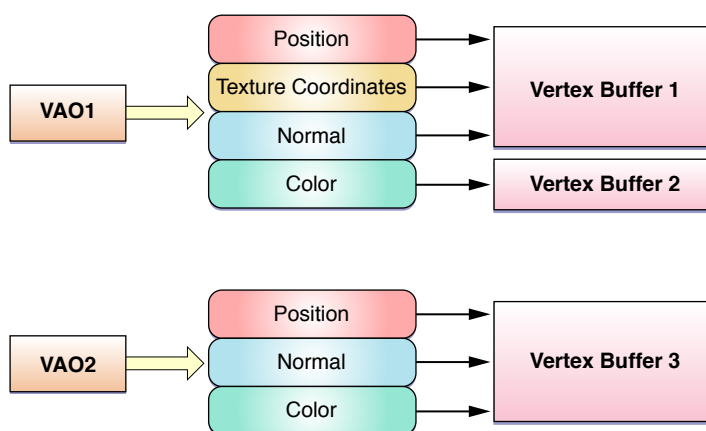 Position
Texture Coordinates
Vertex Buffer 1
VAO1
Normal
Color
Vertex Buffer 2
Position
VAO2
Normal
Vertex Buffer 3
Color